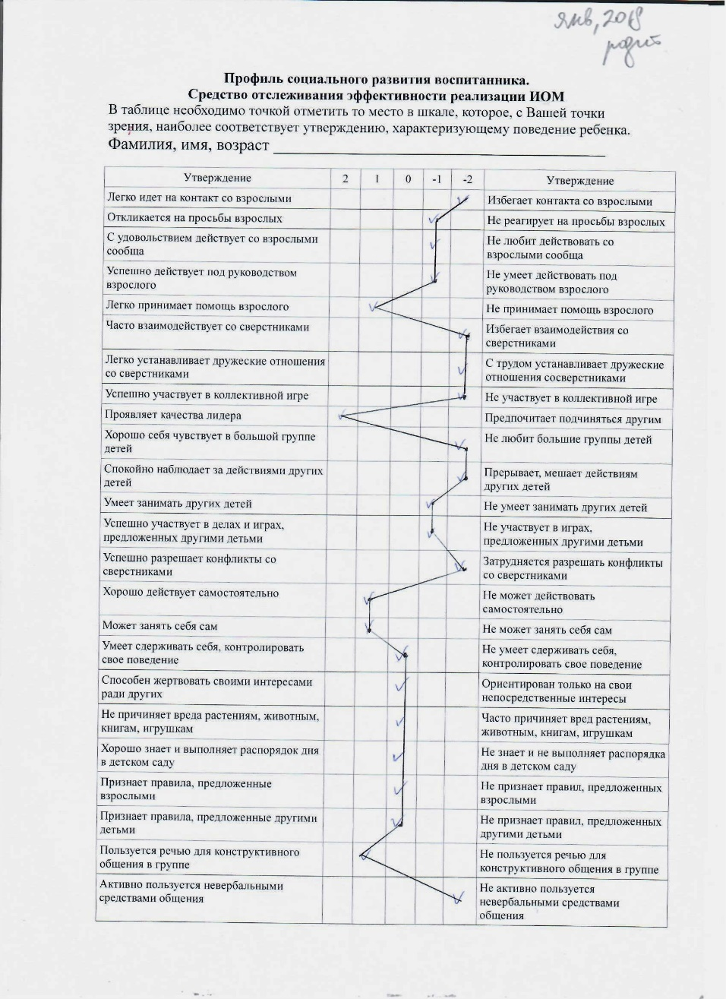 янв, 2018
родит
Профиль социального развития воспитанника.
Средство отслеживания эффективности реализации ИОМ
В таблице необходимо точкой отметить то место в шкале, которое, с Вашей точки
зрения, наиболее соответствует утверждению, характеризующему поведение ребенка.
Фамилия, имя, возраст
Утверждение 2 1 0 -1 -2 Утверждение
Легко идет на контакт со взрослыми
Избегает контакта со взрослыми
Откликается на просьбы взрослых
Не реагирует на просьбы взрослых
С удовольствием действует со взрослыми
сообща
Не любит действовать со
взрослыми сообща
Успешно действует под руководством
взрослого
Не умеет действовать под
руководством взрослого
Легко принимает помощь взрослого
Не принимает помощь взрослого
Часто взаимодействует со сверстниками
Избегает взаимодействия со
сверстниками
Легко устанавливает дружеские отношения
со сверстниками
С трудом устанавливает дружеские
отношения сосверстниками
Успешно участвует в коллективной игре
Не участвует в коллективной игре
Проявляет качества лидера
Предпочитает подчиняться другим
Хорошо себя чувствует в большой группе
детей
Не любит большие группы детей
Спокойно наблюдает за действиями других
детей
Прерывает, мешает действиям
других детей
Умеет занимать других детей
Не умеет занимать других детей
Успешно участвует в делах и играх,
предложенных другими детьми
Не участвует в играх,
предложенных другими детьми
Успешно разрешает конфликты со
сверстниками
Затрудняется разрешать конфликты
со сверстниками
Хорошо действует самостоятельно
Не может действовать
самостоятельно
Может занять себя сам
Не может занять себя сам
Умеет сдерживать себя, контролировать
свое поведение
Не умеет сдерживать себя,
контролировать свое поведение
Способен жертвовать своими интересами
ради других
Ориентирован только на свои
непосредственные интересы
Не причиняет вреда растениям, животным,
книгам, игрушкам
Часто причиняет вред растениям,
животным, книгам, игрушкам
Хорошо знает и выполняет распорядок дня
в детском саду
Не знает и не выполняет распорядка
дня в детском саду
Признает правила, предложенные
взрослыми
Не признает правил, предложенных
взрослыми
Признает правила, предложенные другими
детьми
Не признает правил, предложенных
другими детьми
Пользуется речью для конструктивного
общения в группе
Не пользуется речью для
конструктивного общения в группе
Активно пользуется невербальными
средствами общения
Не активно пользуется
невербальными средствами
общения